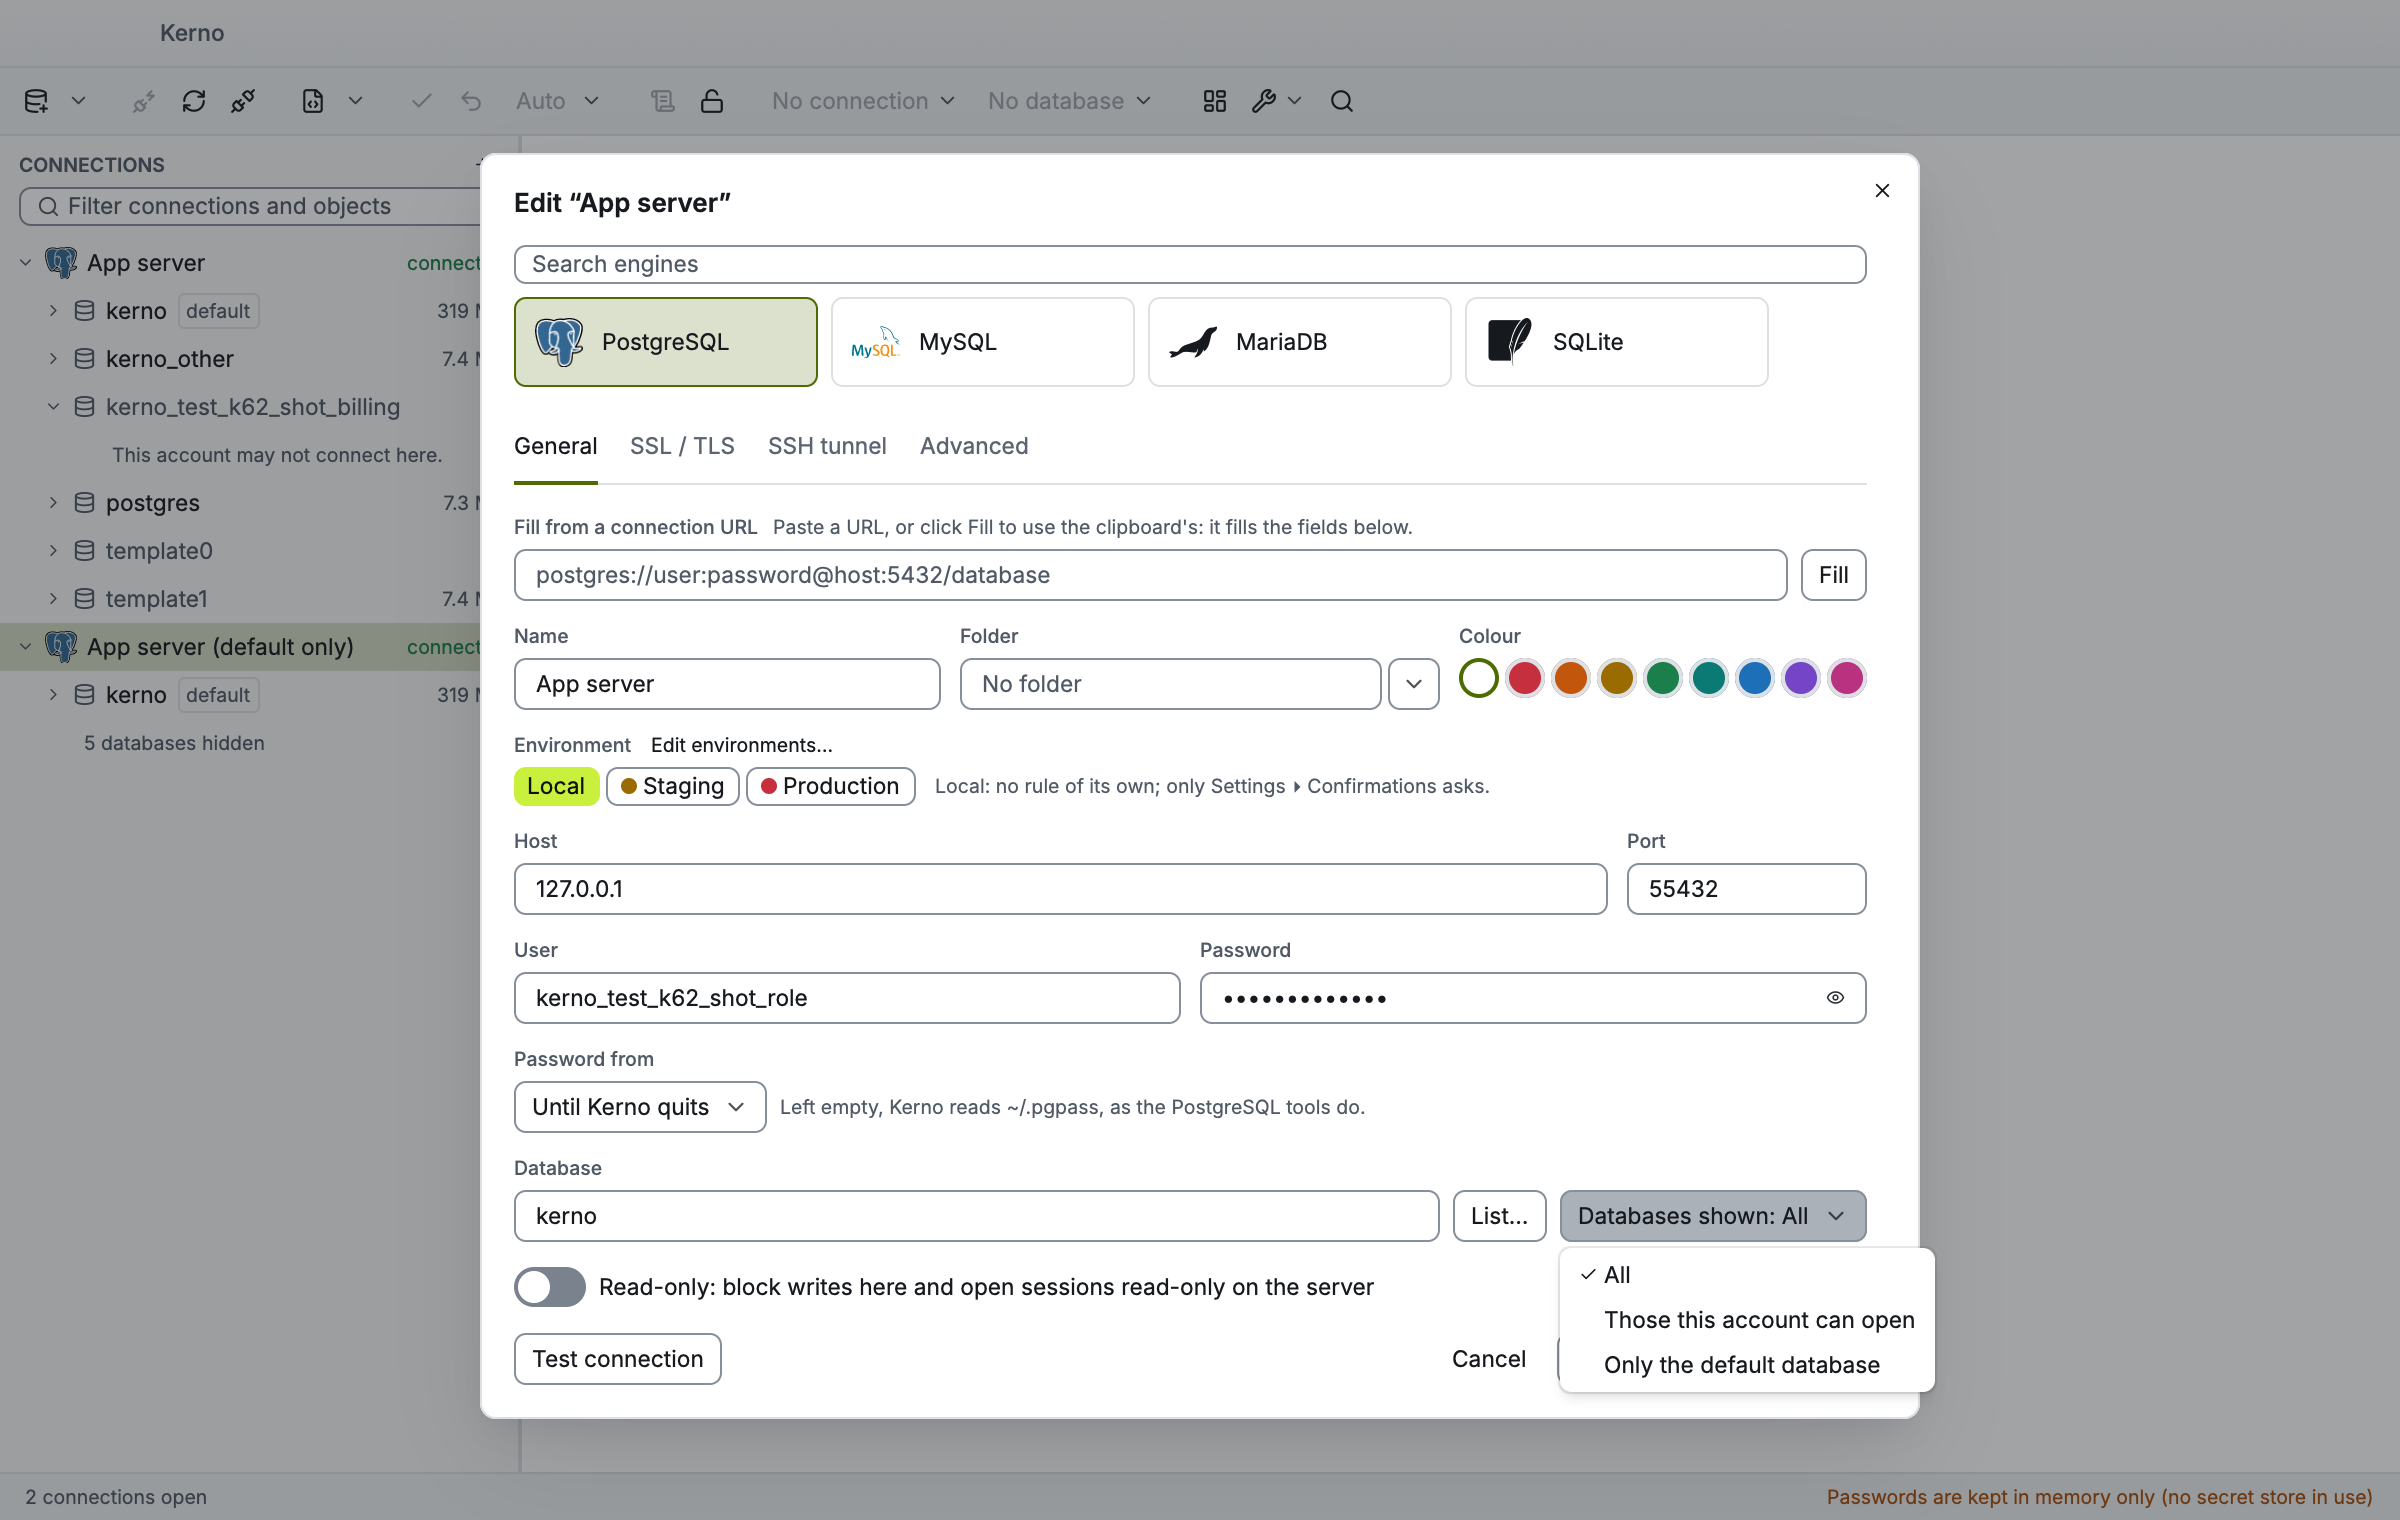 Kerno
Auto
No connection
No database
CONNECTIONS
Filter connections and objects
App server
kerno default 319
kerno_other 7.4
kerno_test_k62_shot_billing
This account may not connect here.
postgres 7.3
template0
template1 7.4
App server (default only)
kerno default 319
5 databases hidden
Edit “App server”
Search engines
PostgreSQL
MySQL MySQL
MariaDB
SQLite
General SSL / TLS SSH tunnel Advanced
Fill from a connection URL Paste a URL, or click Fill to use the clipboard's: it fills the fields below.
postgres://user:password@host:5432/database Fill
Name Folder Colour
App server No folder
Environment Edit environments...
Local Staging Production Local: no rule of its own; only Settings ▸ Confirmations asks.
Host Port
127.0.0.1 55432
User Password
kerno_test_k62_shot_role •••••••••••••
Password from
Until Kerno quits Left empty, Kerno reads ~/.pgpass, as the PostgreSQL tools do.
Database
kerno List... Databases shown: All
All
Read-only: block writes here and open sessions read-only on the server
Those this account can open
Only the default database
Test connection Cancel
2 connections open Passwords are kept in memory only (no secret store in use)